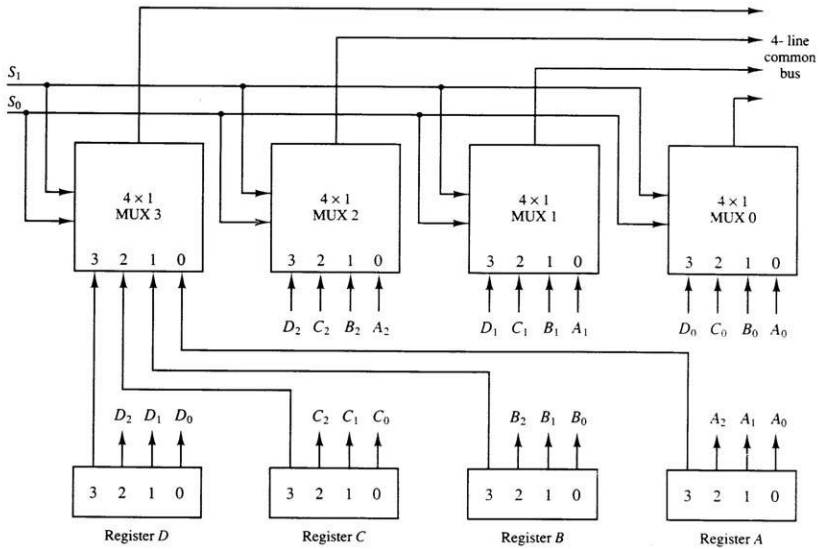 4- line
common
bus
S₁
S₀
4 × 1
MUX 3
4 × 1
MUX 2
4 × 1
MUX 1
4 × 1
MUX 0
3 2 1 0
3 2 1 0
3 2 1 0
3 2 1 0
D₂ C₂ B₂ A₂
D₁ C₁ B₁ A₁
D₀ C₀ B₀ A₀
D₂ D₁ D₀
C₂ C₁ C₀
B₂ B₁ B₀
A₂ A₁ A₀
3 2 1 0
3 2 1 0
3 2 1 0
3 2 1 0
Register D
Register C
Register B
Register A